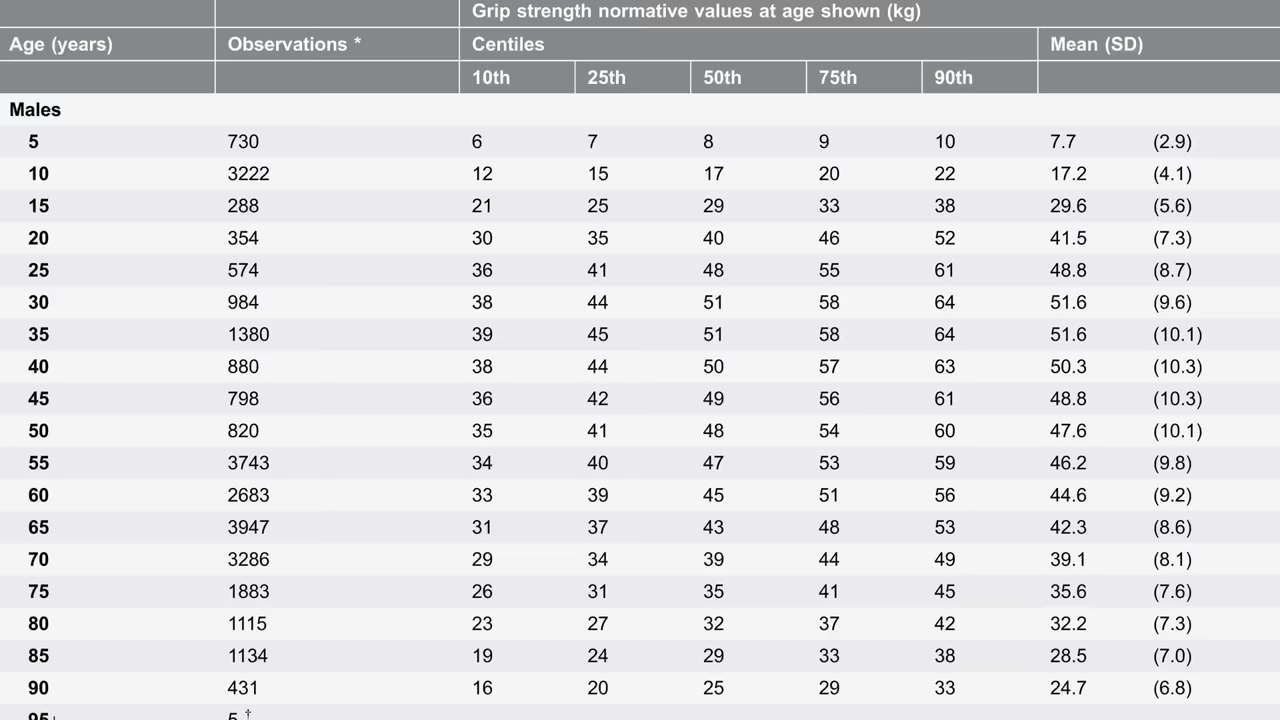 Grip strength normative values at age shown (kg)
Age (years) Observations * Centiles Mean (SD)
10th 25th 50th 75th 90th
Males
5 730 6 7 8 9 10 7.7 (2.9)
10 3222 12 15 17 20 22 17.2 (4.1)
15 288 21 25 29 33 38 29.6 (5.6)
20 354 30 35 40 46 52 41.5 (7.3)
25 574 36 41 48 55 61 48.8 (8.7)
30 984 38 44 51 58 64 51.6 (9.6)
35 1380 39 45 51 58 64 51.6 (10.1)
40 880 38 44 50 57 63 50.3 (10.3)
45 798 36 42 49 56 61 48.8 (10.3)
50 820 35 41 48 54 60 47.6 (10.1)
55 3743 34 40 47 53 59 46.2 (9.8)
60 2683 33 39 45 51 56 44.6 (9.2)
65 3947 31 37 43 48 53 42.3 (8.6)
70 3286 29 34 39 44 49 39.1 (8.1)
75 1883 26 31 35 41 45 35.6 (7.6)
80 1115 23 27 32 37 42 32.2 (7.3)
85 1134 19 24 29 33 38 28.5 (7.0)
90 431 16 20 25 29 33 24.7 (6.8)